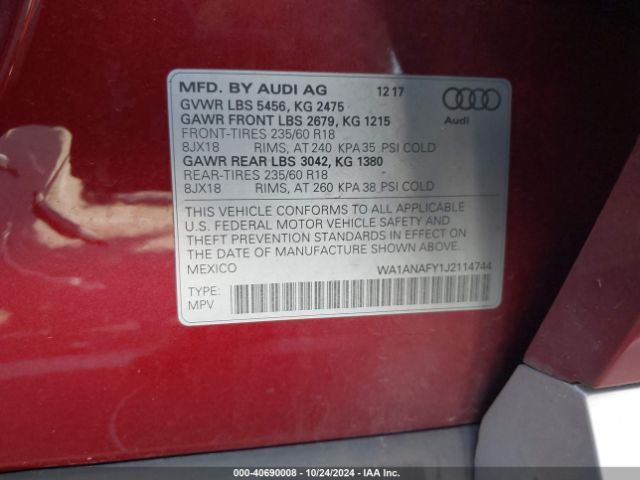 MFD. BY AUDI AG 12 17
GVWR LBS 5456, KG 2475
GAWR FRONT LBS 2679, KG 1215
FRONT-TIRES 235/60 R18
8JX18 RIMS, AT 240 KPA 35 PSI COLD
GAWR REAR LBS 3042, KG 1380
REAR-TIRES 235/60 R18
8JX18 RIMS, AT 260 KPA 38 PSI COLD
Audi
THIS VEHICLE CONFORMS TO ALL APPLICABLE
U.S. FEDERAL MOTOR VEHICLE SAFETY AND
THEFT PREVENTION STANDARDS IN EFFECT ON
THE DATE OF MANUFACTURE SHOWN ABOVE.
MEXICO WA1ANAFY1J2114744
TYPE:
MPV
000-40690008 - 10/24/2024 - IAA Inc.